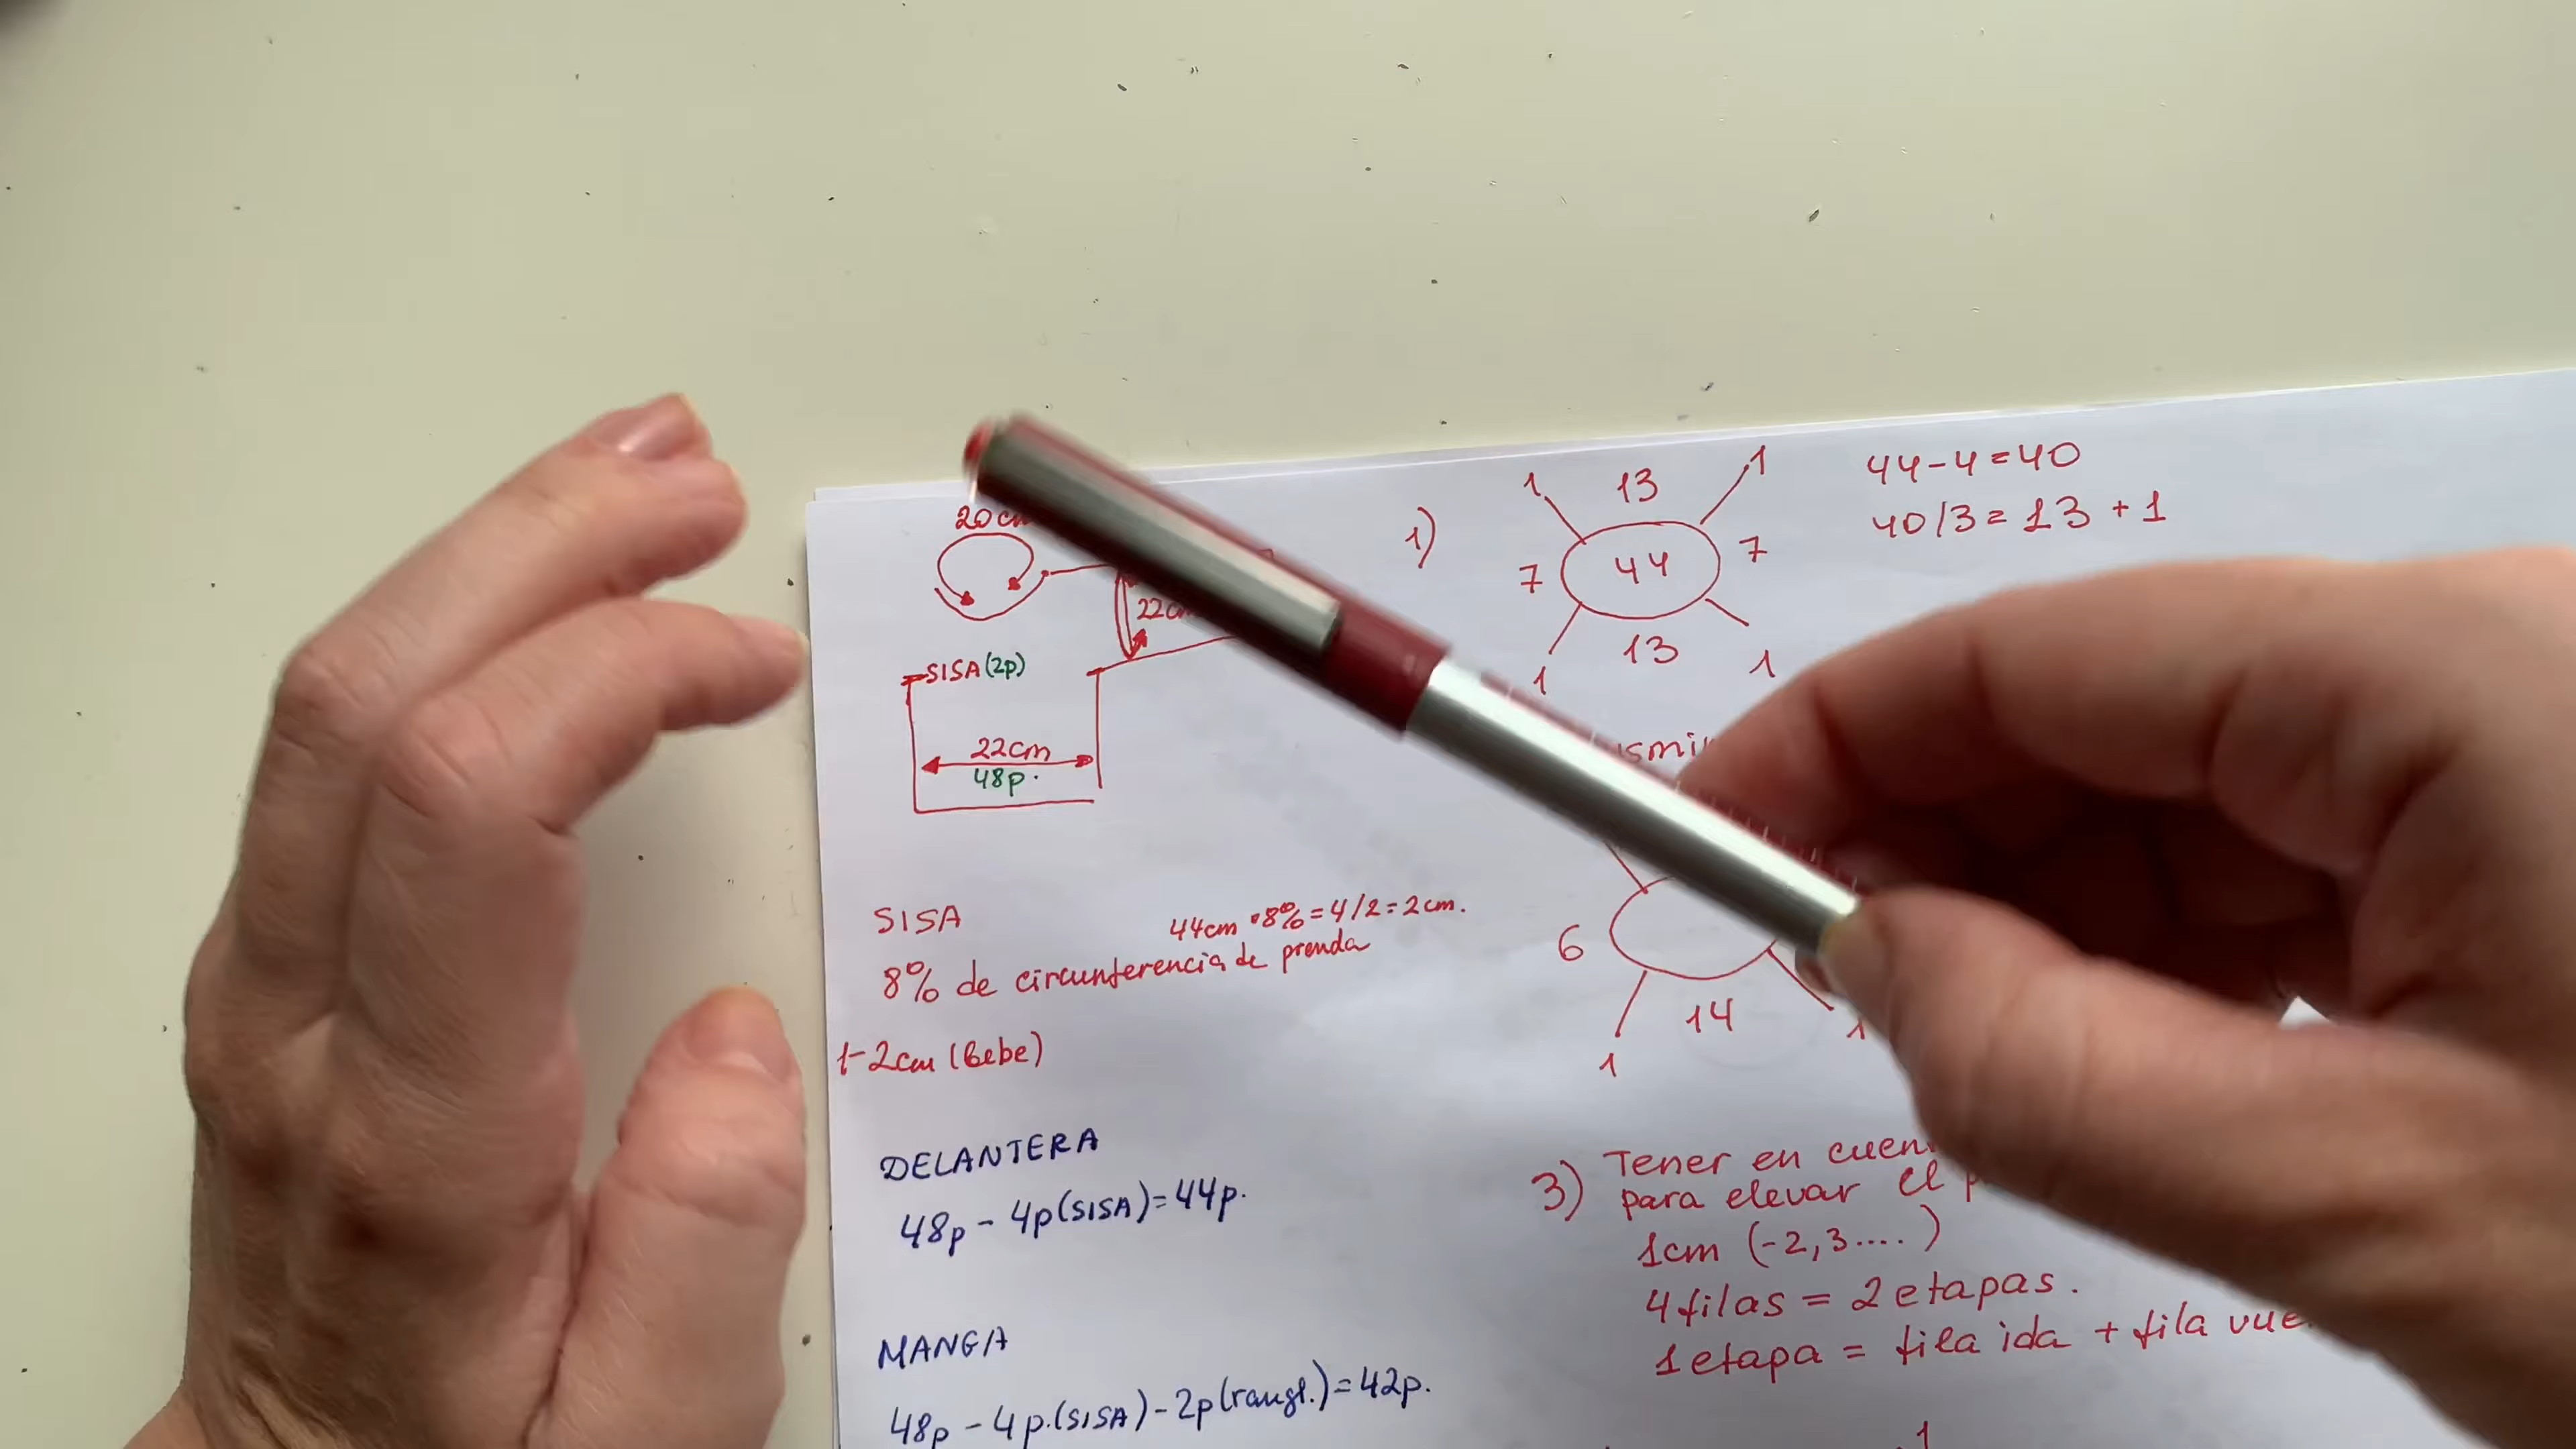 20cm
22cm
SISA (2p)
22cm
48p.
SISA
44cm • 8% = 4/2 = 2cm.
8% de circunferencia de prenda
1-2cm (bebe)
DELANTERA
48p - 4p(SISA) = 44p.
MANGA
48p - 4p.(SISA) - 2p(rangl.) = 42p.
1)
1 13 1
7 44 7
1 13 1
44-4=40
40/3=13 +1
6
1 14 1
3) Tener en
para elevar el
1cm (-2,3....)
4 filas = 2 etapas.
1 etapa = fila ida + fila
1